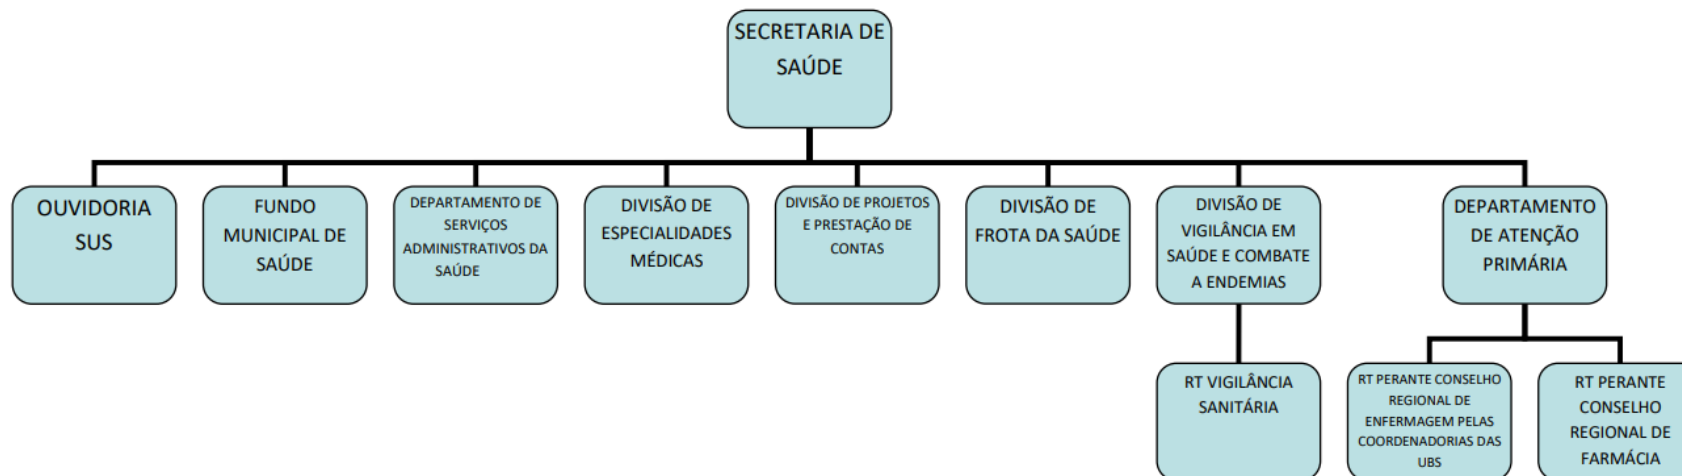 SECRETARIA DE
SAÚDE
OUVIDORIA
SUS
FUNDO
MUNICIPAL DE
SAÚDE
DEPARTAMENTO DE
SERVIÇOS
ADMINISTRATIVOS DA
SAÚDE
DIVISÃO DE
ESPECIALIDADES
MÉDICAS
DIVISÃO DE PROJETOS
E PRESTAÇÃO DE
CONTAS
DIVISÃO DE
FROTA DA SAÚDE
DIVISÃO DE
VIGILÂNCIA EM
SAÚDE E COMBATE
A ENDEMIAS
DEPARTAMENTO
DE ATENÇÃO
PRIMÁRIA
RT VIGILÂNCIA
SANITÁRIA
RT PERANTE CONSELHO
REGIONAL DE
ENFERMAGEM PELAS
COORDENADORIAS DAS
UBS
RT PERANTE
CONSELHO
REGIONAL DE
FARMÁCIA